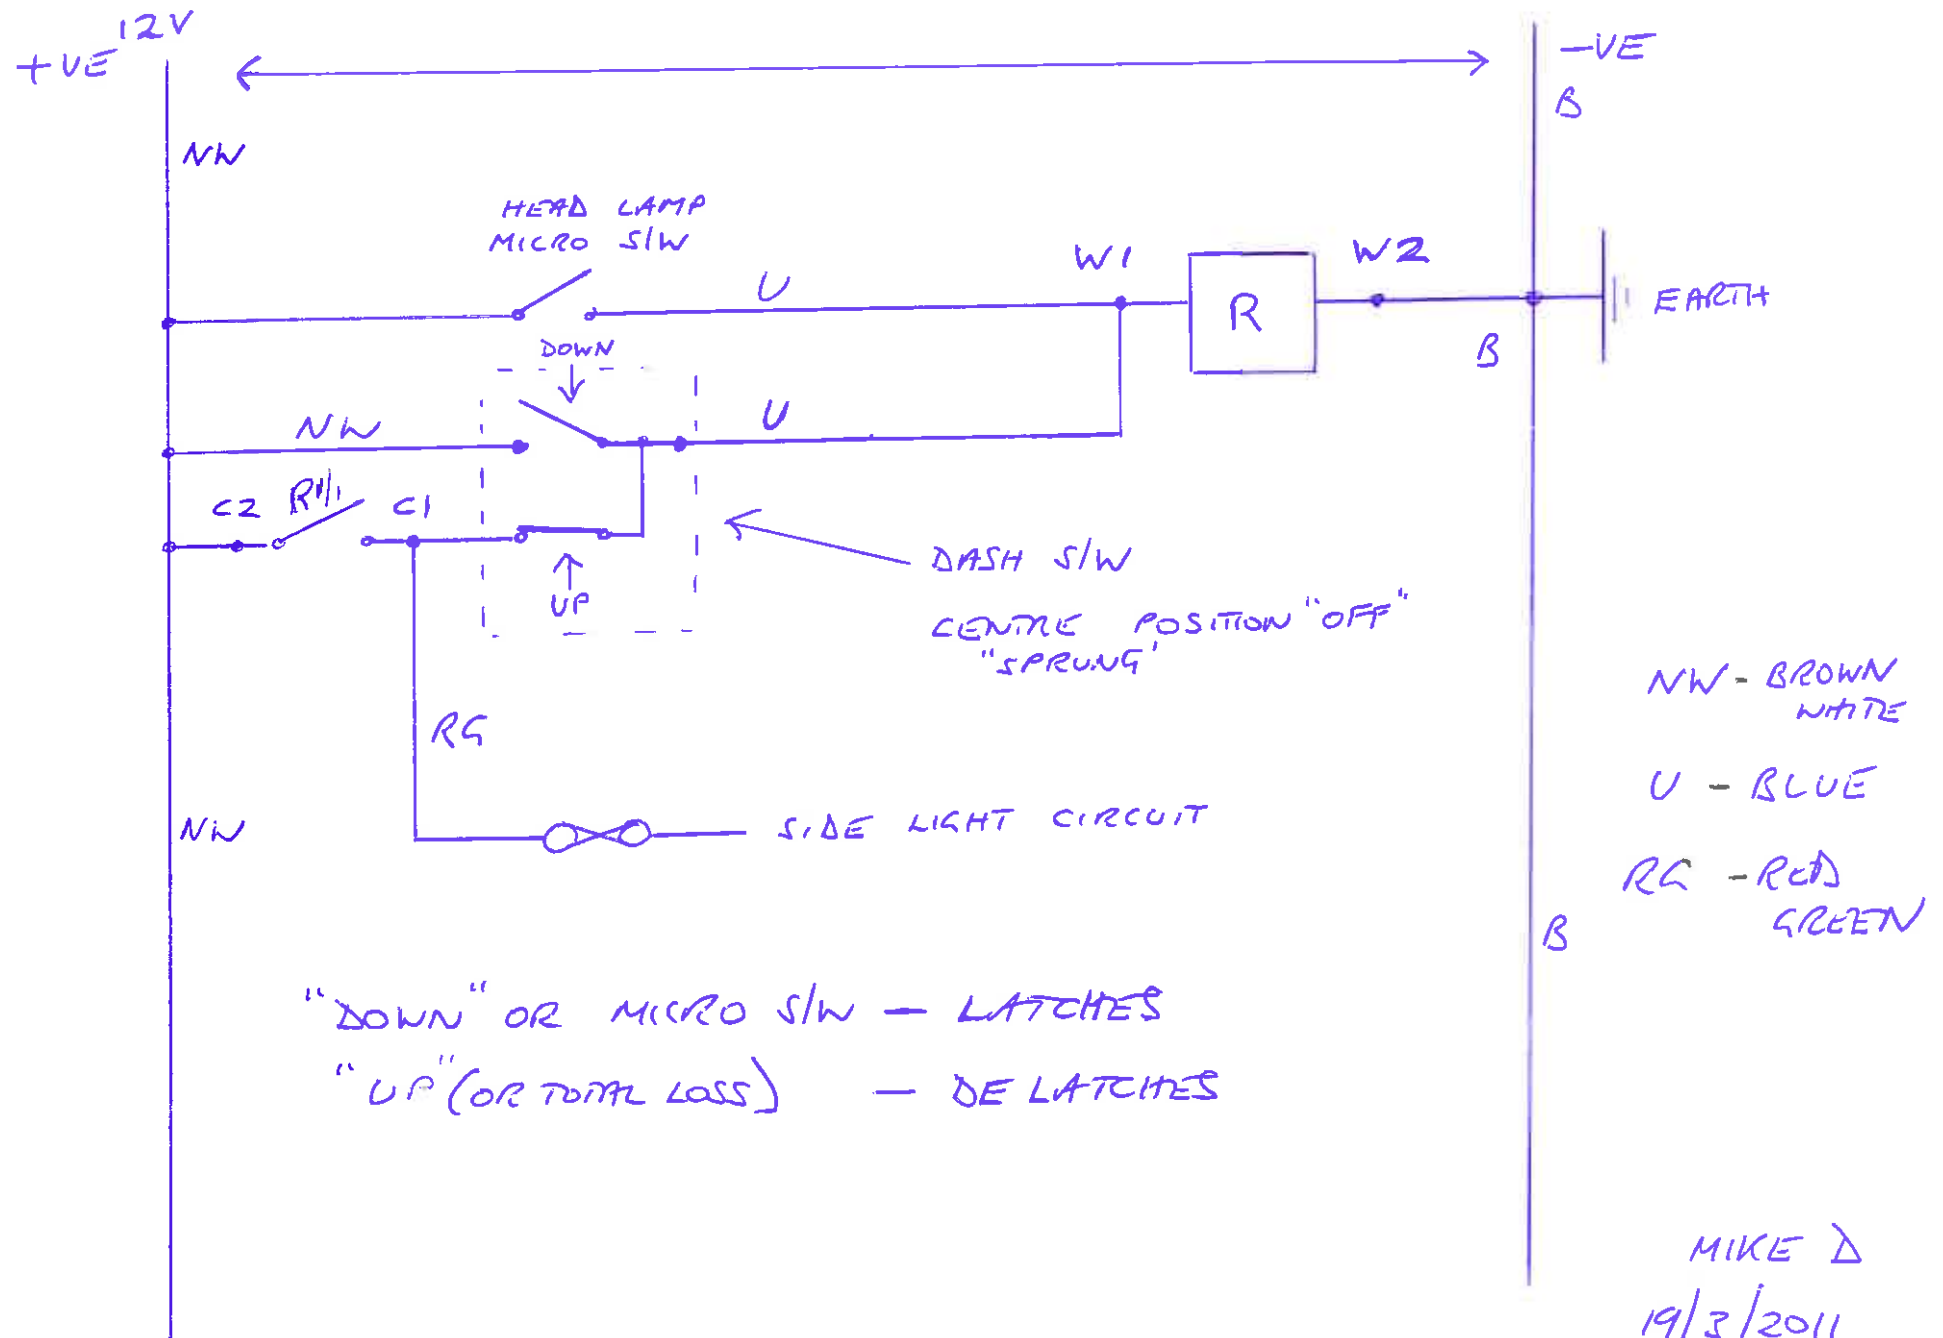 12V
+VE
-VE
B
NW
HEAD LAMP
MICRO S/W
U
W1
R
W2
EARTH
B
DOWN
NW
U
C2
R1/1
C1
UP
DASH S/W
CENTRE POSITION "OFF"
"SPRUNG"
RG
NW - BROWN
WHITE
U - BLUE
RG - RED
GREEN
NW
SIDE LIGHT CIRCUIT
B
"DOWN" OR MICRO S/W — LATCHES
"UP" (OR TOTAL LOSS) — DE LATCHES
MIKE D
19/3/2011